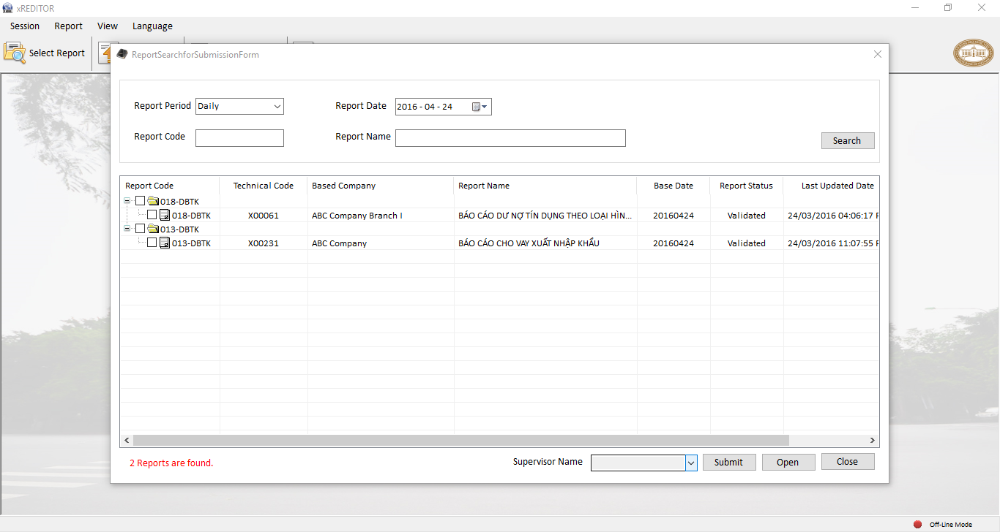 xREDITOR
Session Report View Language
Select Report
ReportSearchforSubmissionForm
Report Period Daily Report Date 2016 - 04 - 24
Report Code Report Name
Search
Report Code Technical Code Based Company Report Name Base Date Report Status Last Updated Date
018-DBTK
018-DBTK X00061 ABC Company Branch I BÁO CÁO DƯ NỢ TÍN DỤNG THEO LOẠI HÌN... 20160424 Validated 24/03/2016 04:06:17
013-DBTK
013-DBTK X00231 ABC Company BÁO CÁO CHO VAY XUẤT NHẬP KHẨU 20160424 Validated 24/03/2016 11:07:55
2 Reports are found. Supervisor Name Submit Open Close
Off-Line Mode